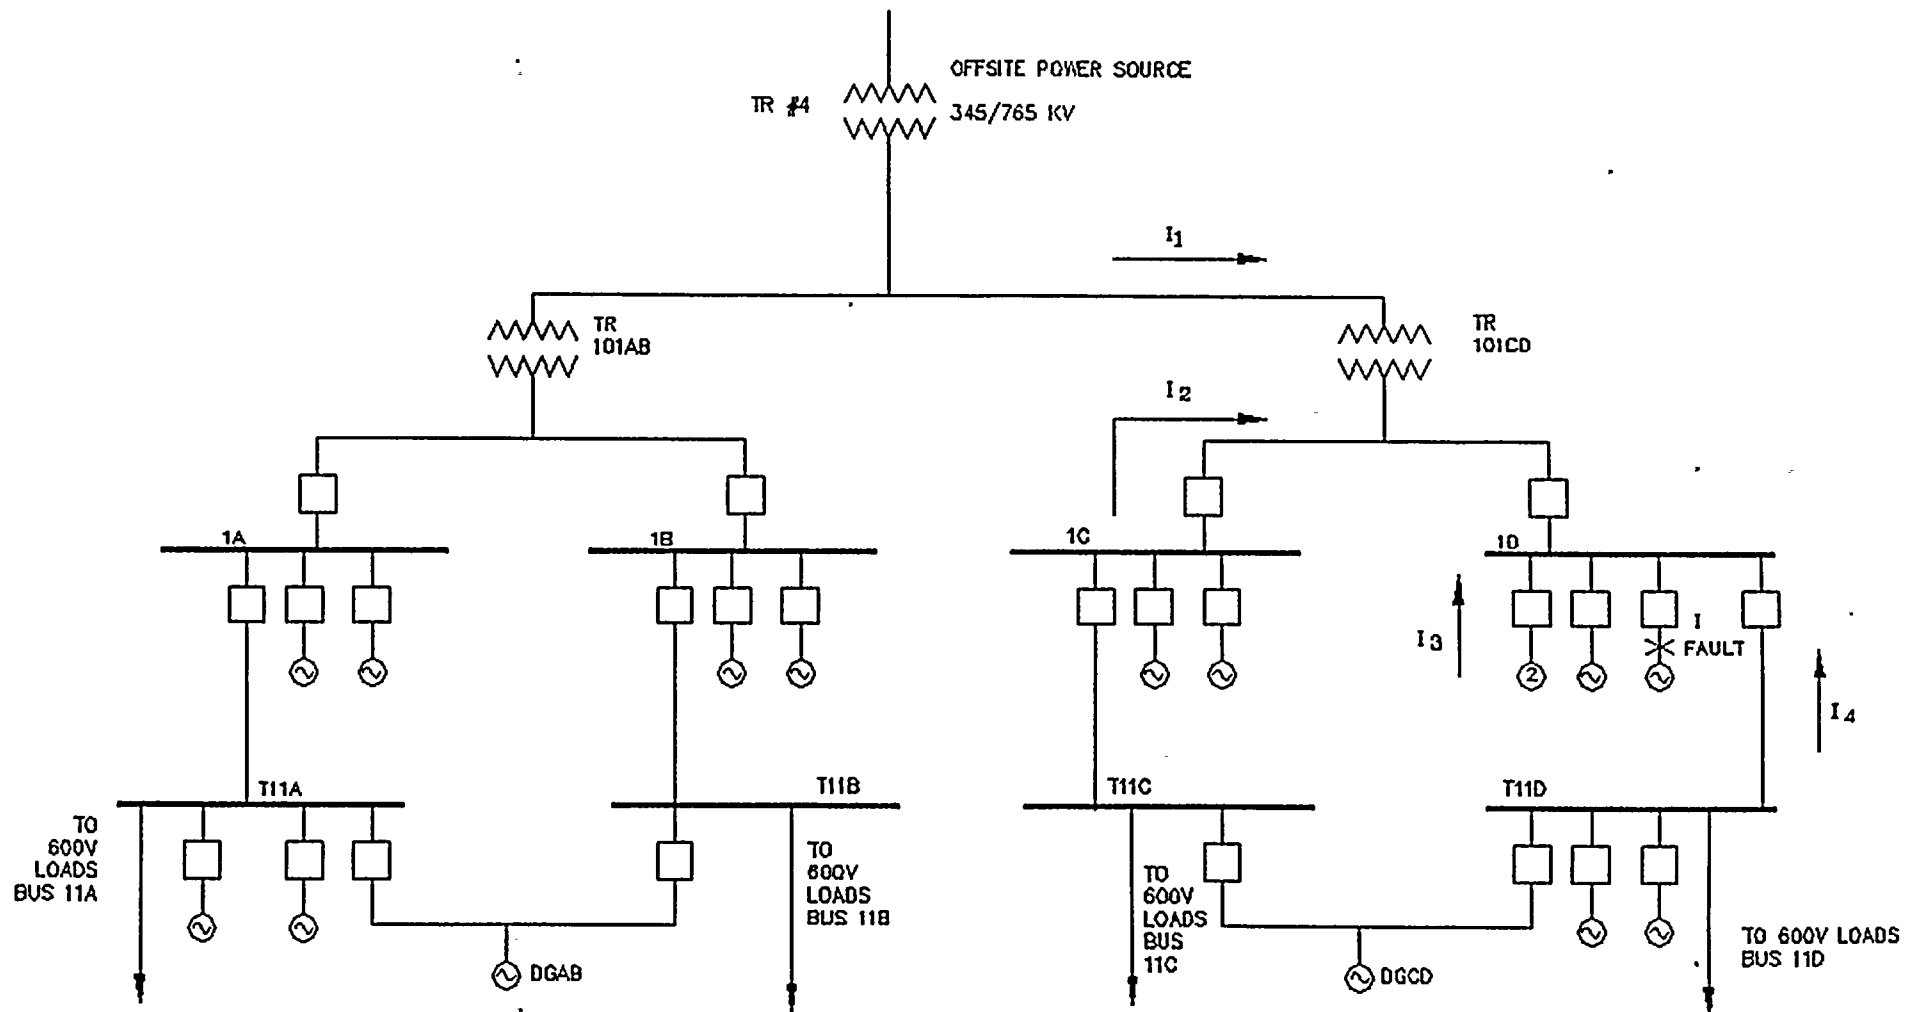 OFFSITE POWER SOURCE
TR #4
345/765 KV
I1
TR
101AB
TR
101CD
I2
1A
1B
1C
1D
I3
I
FAULT
2
I4
T11A
T11B
T11C
T11D
TO
600V
LOADS
BUS 11A
TO
600V
LOADS
BUS 11B
TO
600V
LOADS
BUS
11C
TO 600V LOADS
BUS 11D
DGAB
DGCD